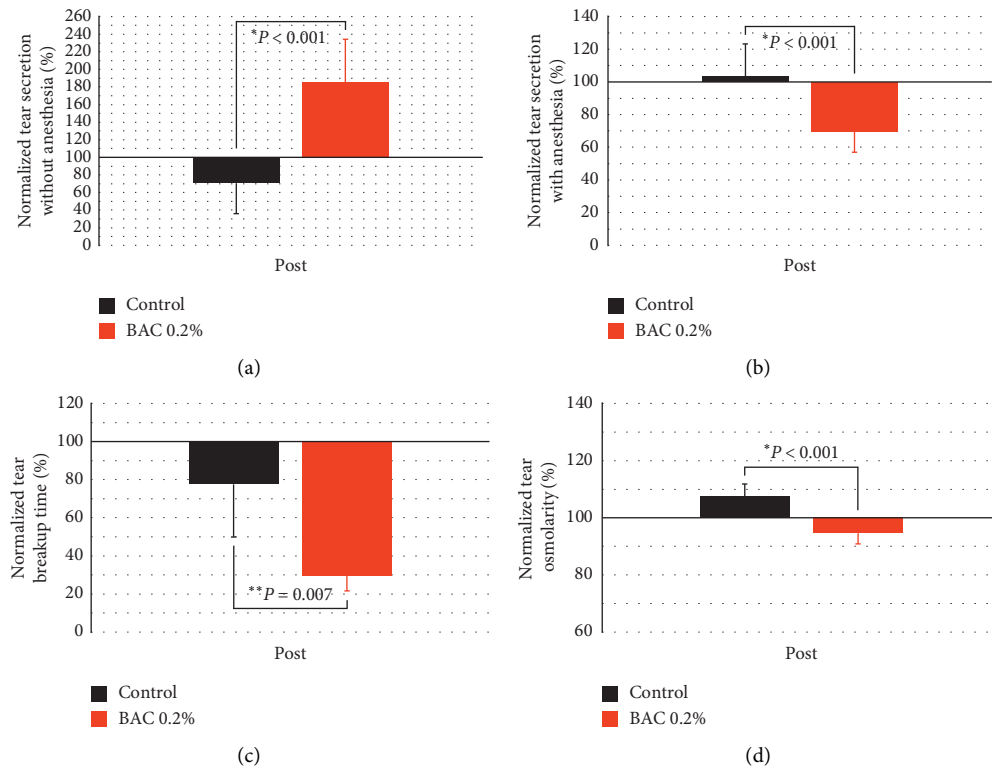 Normalized tear secretion
without anesthesia (%)
260
240
220
200
180
160
140
120
100
80
60
40
20
0
*P < 0.001
Post
Control
BAC 0.2%
(a)
Normalized tear secretion
with anesthesia (%)
140
120
100
80
60
40
20
0
*P < 0.001
Post
Control
BAC 0.2%
(b)
Normalized tear
breakup time (%)
120
100
80
60
40
20
0
**P = 0.007
Post
Control
BAC 0.2%
(c)
Normalized tear
osmolarity (%)
140
120
100
80
60
*P < 0.001
Post
Control
BAC 0.2%
(d)